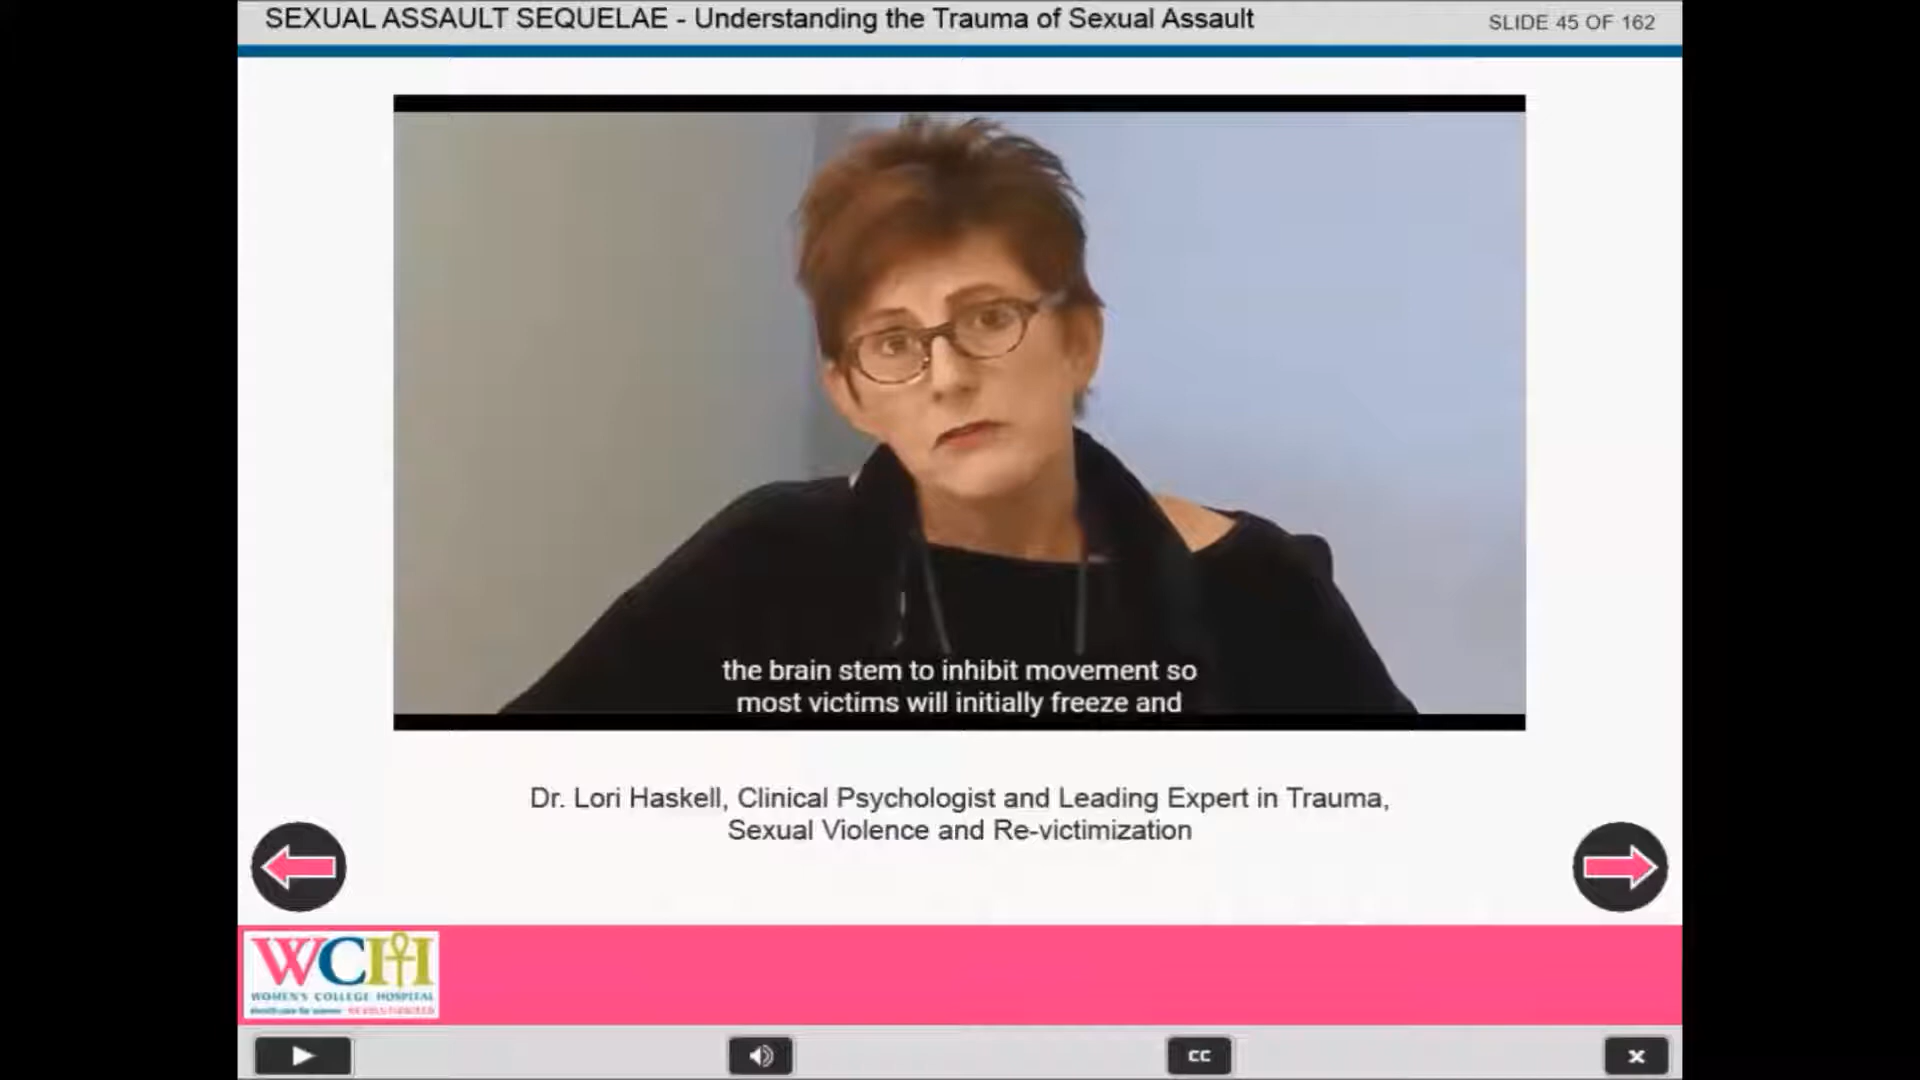 SEXUAL ASSAULT SEQUELAE - Understanding the Trauma of Sexual Assault
SLIDE 45 OF 162
the brain stem to inhibit movement so
most victims will initially freeze and
Dr. Lori Haskell, Clinical Psychologist and Leading Expert in Trauma,
Sexual Violence and Re-victimization
WCH
WOMEN'S COLLEGE HOSPITAL
CC